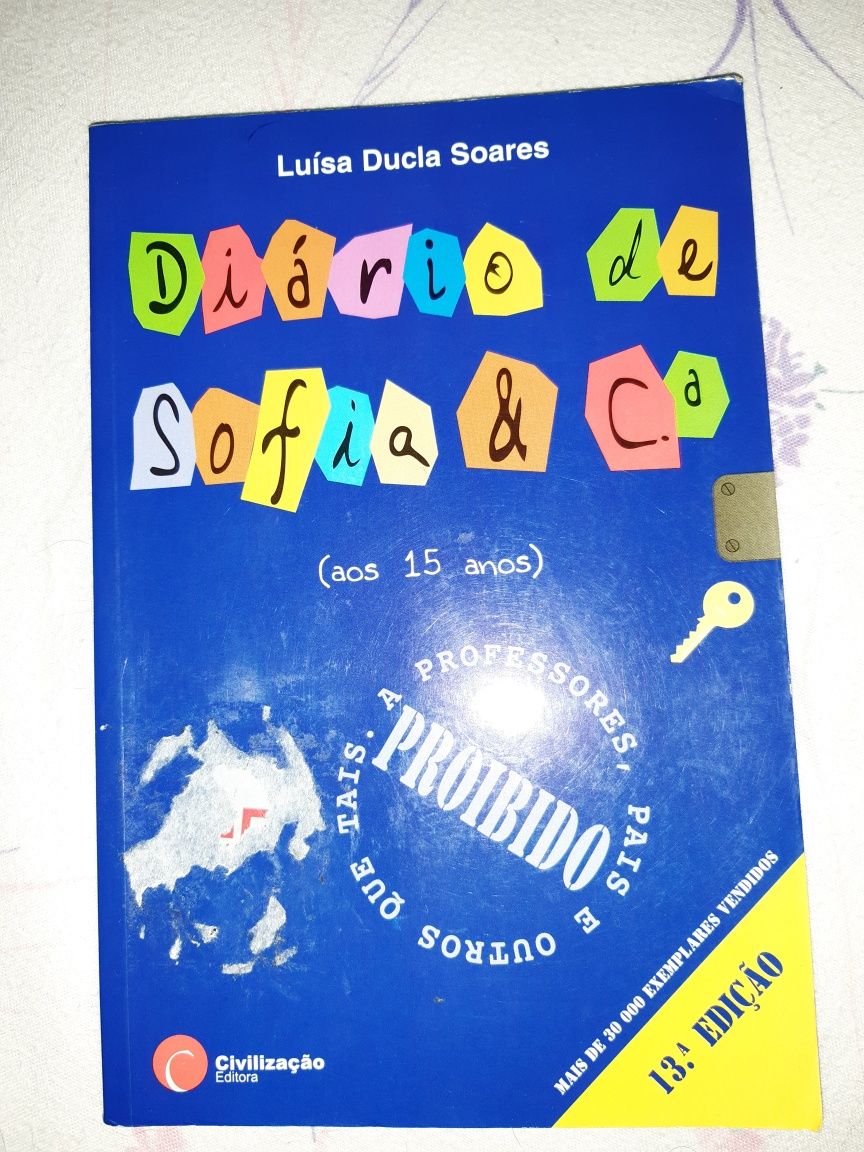 Luísa Ducla Soares
Diário de
Sofia & C.ª
(aos 15 anos)
A PROFESSORES, PAIS E OUTROS QUE TAIS.
PROIBIDO
MAIS DE 30 000 EXEMPLARES VENDIDOS
13.ª EDIÇÃO
C
Civilização
Editora